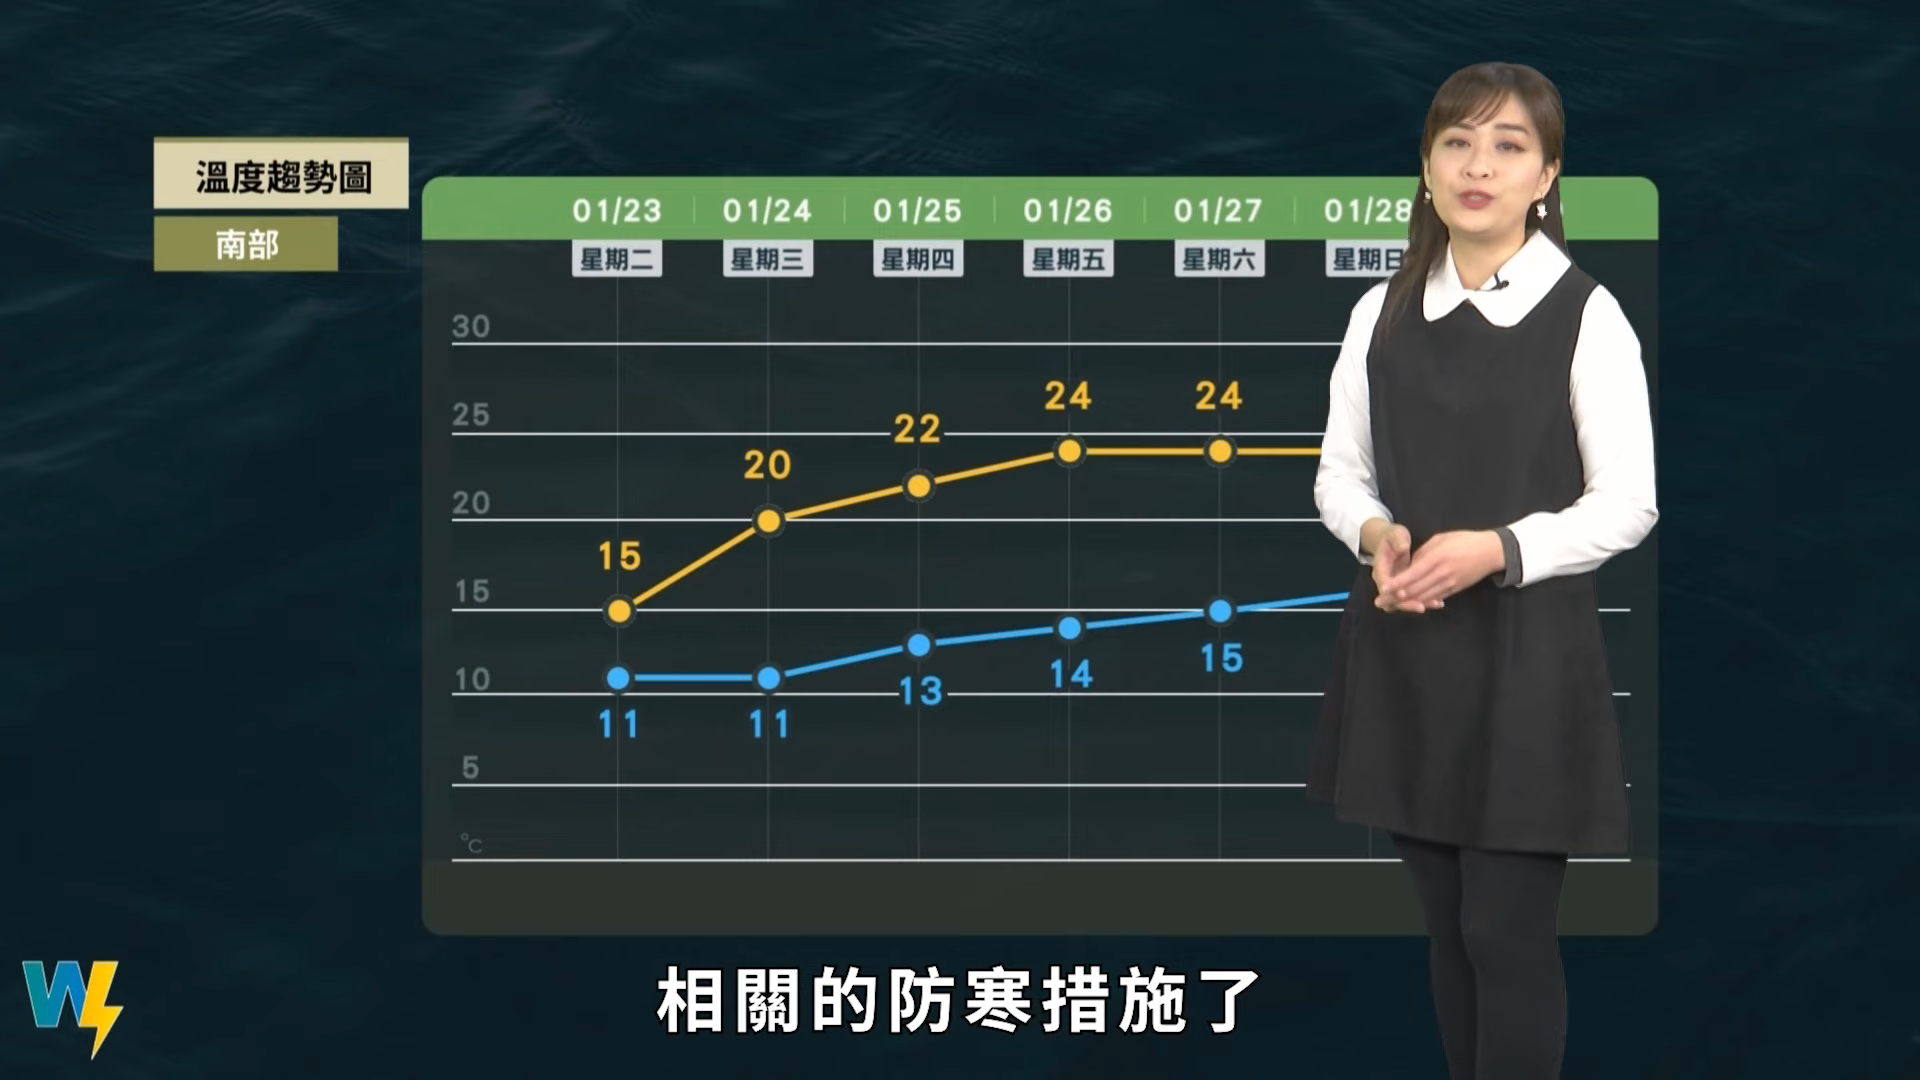 溫度趨勢圖
南部
01/23 01/24 01/25 01/26 01/27 01/28
星期二 星期三 星期四 星期五 星期六 星期日
30
25
20
15
10
5
°C
15 20 22 24 24
11 11 13 14 15
相關的防寒措施了
W